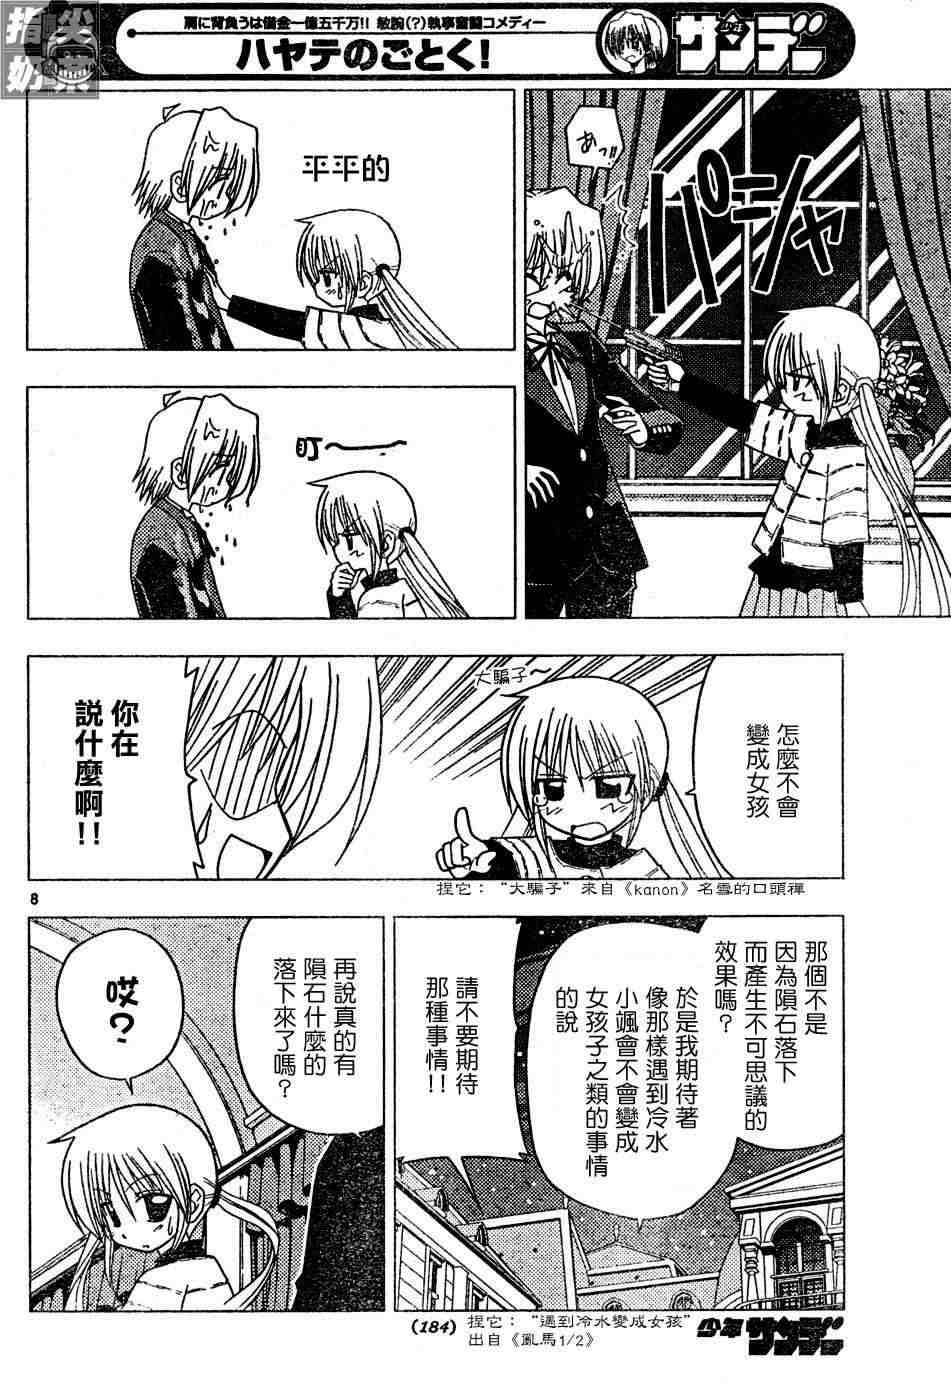 肩に背負うは借金一億五千万!! 敏腕(?)執事奮闘コメディー
ハヤテのごとく!
少年
サンデー
指尖
奶茶
あっ!!
パシャ
平平的
盯~~
怎麼不會
變成女孩
大騙子~
你在
說什麼啊!!
捏它：“大騙子”來自《kanon》名雪的口頭禪
8
那個不是
因為隕石落下
而產生不可思議的
效果嗎？
於是我期待著
像那樣遇到冷水
小颯會不會變成
女孩子之類的事情
的說
請不要期待
那種事情!!
再說真的有
隕石什麼的
落下來了嗎？
哎？
(184)
捏它：“遇到冷水變成女孩”
出自《亂馬1/2》
少年サンデー